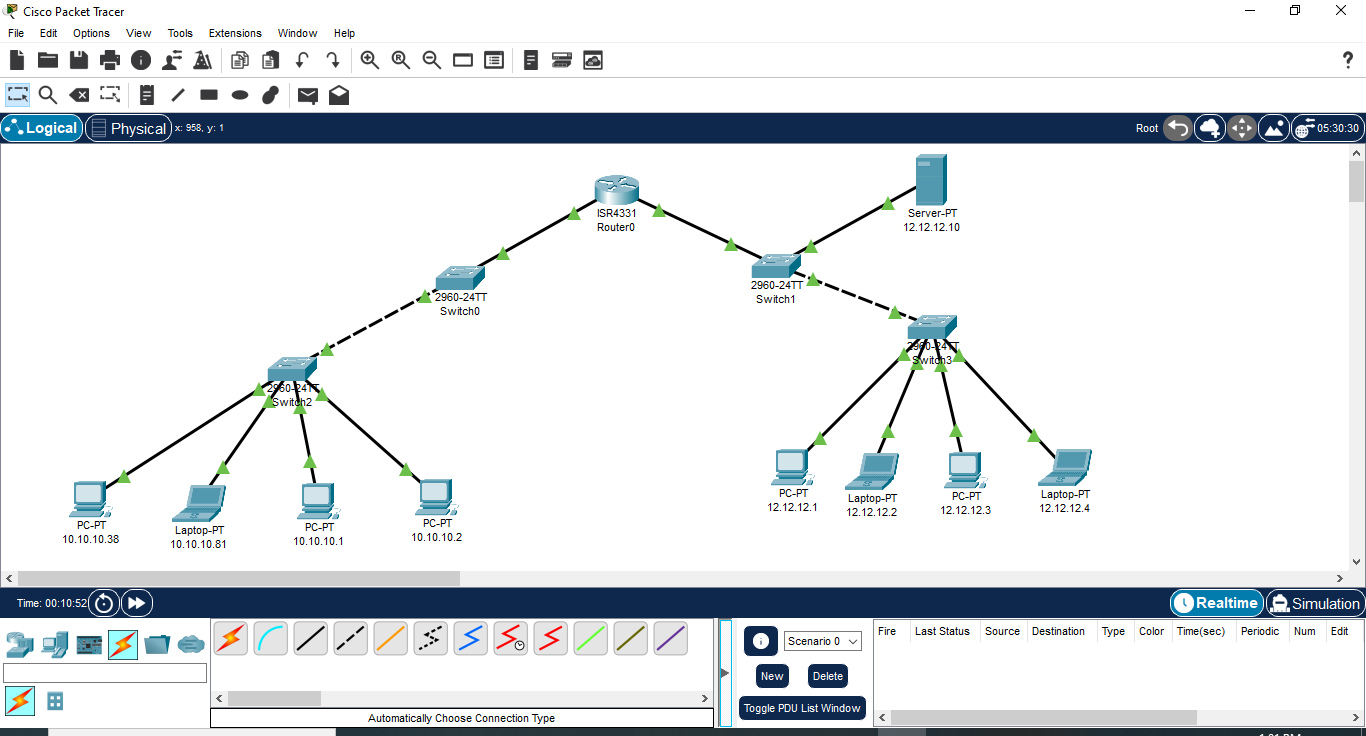 Cisco Packet Tracer
File Edit Options View Tools Extensions Window Help
?
Logical Physical x: 958, y: 1 Root 05:30:30
ISR4331
Router0
Server-PT
12.12.12.10
2960-24TT
Switch0
2960-24TT
Switch1
2960-24TT
Switch2
2960-24TT
Switch3
PC-PT
10.10.10.38
Laptop-PT
10.10.10.81
PC-PT
10.10.10.1
PC-PT
10.10.10.2
PC-PT
12.12.12.1
Laptop-PT
12.12.12.2
PC-PT
12.12.12.3
Laptop-PT
12.12.12.4
Time: 00:10:52 Realtime Simulation
Scenario 0
New Delete
Toggle PDU List Window
Fire Last Status Source Destination Type Color Time(sec) Periodic Num Edit
Automatically Choose Connection Type